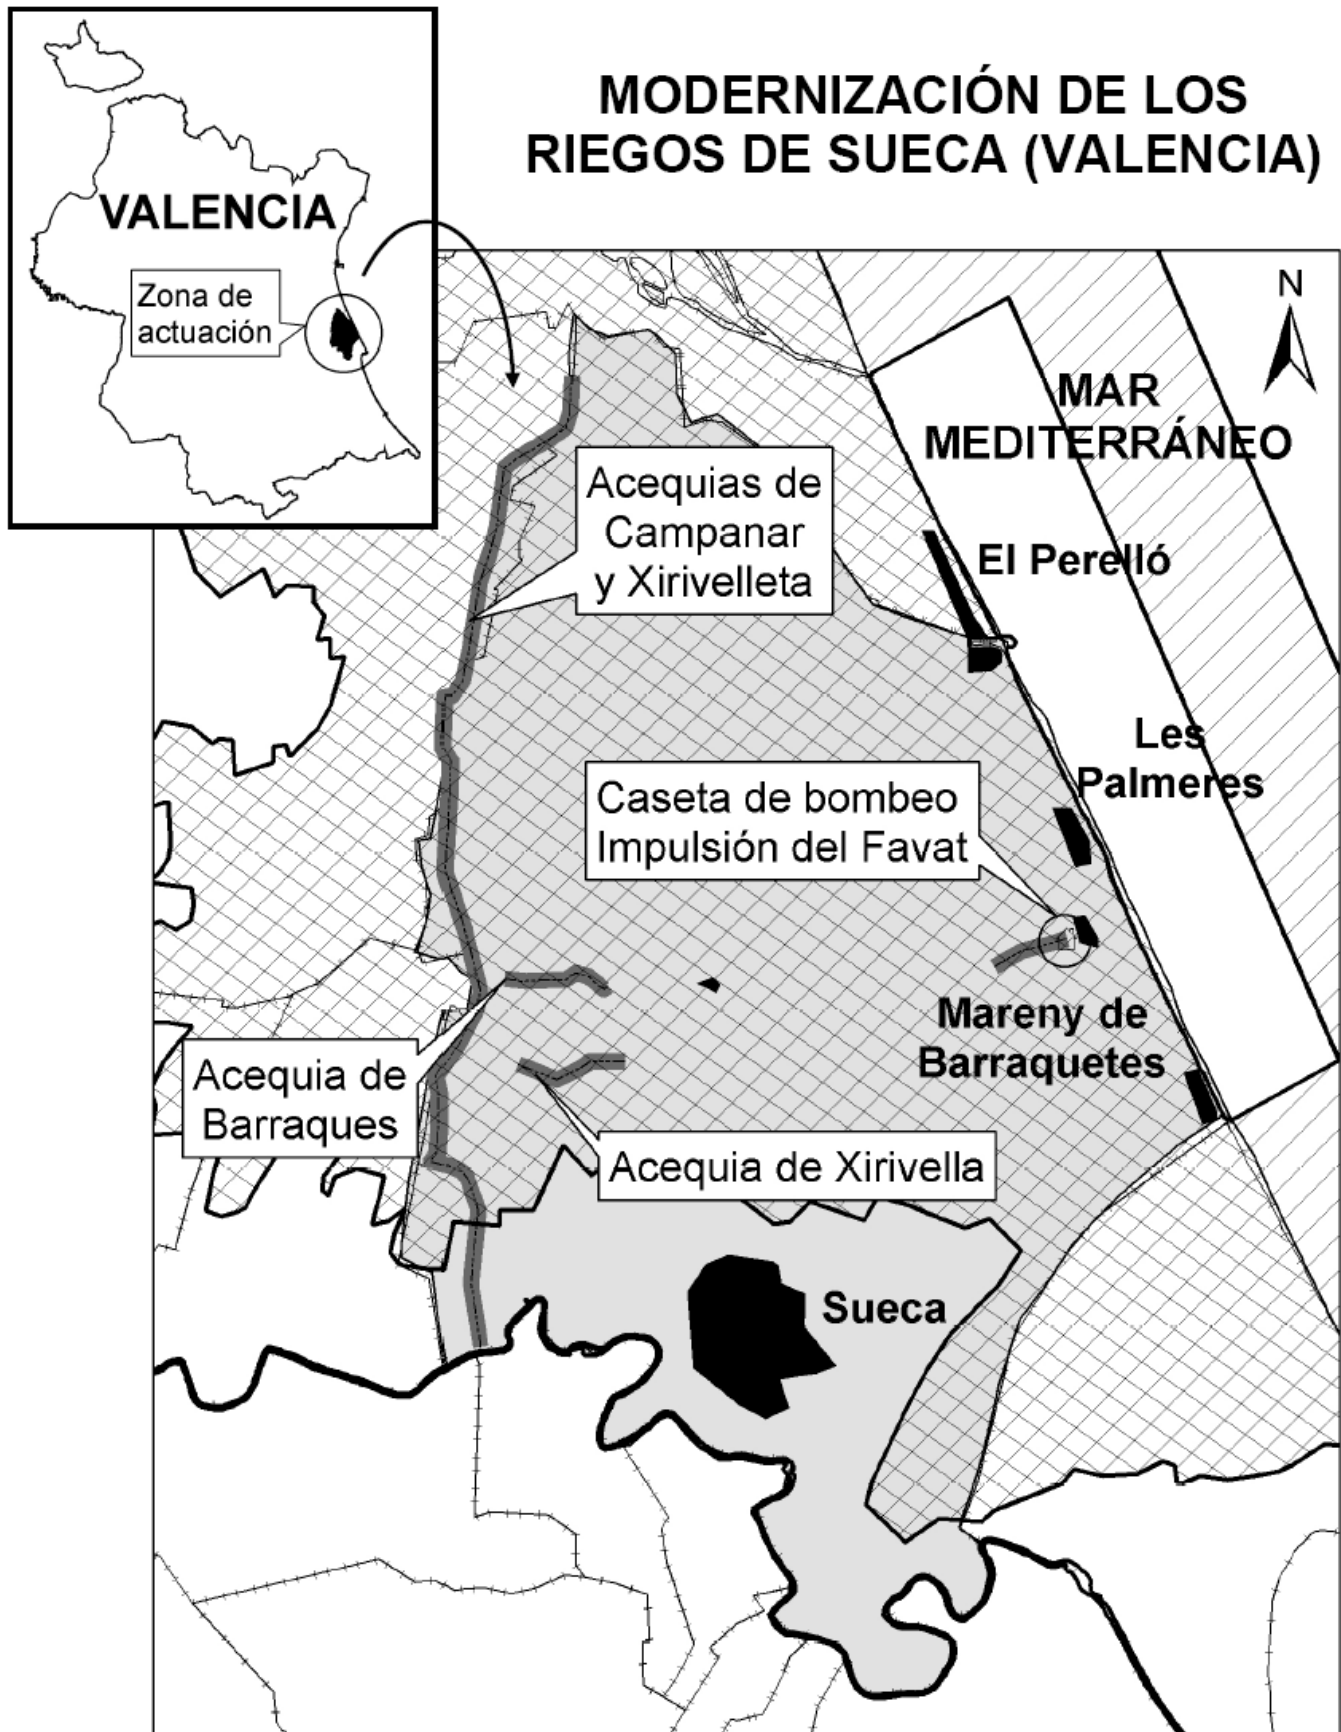 MODERNIZACIÓN DE LOS
RIEGOS DE SUECA (VALENCIA)
VALENCIA
Zona de
actuación
N
MAR
MEDITERRÁNEO
Acequias de
Campanar
y Xirivelleta
El Perelló
Les
Palmeres
Caseta de bombeo
Impulsión del Favat
Mareny de
Barraquetes
Acequia de
Barraques
Acequia de Xirivella
Sueca